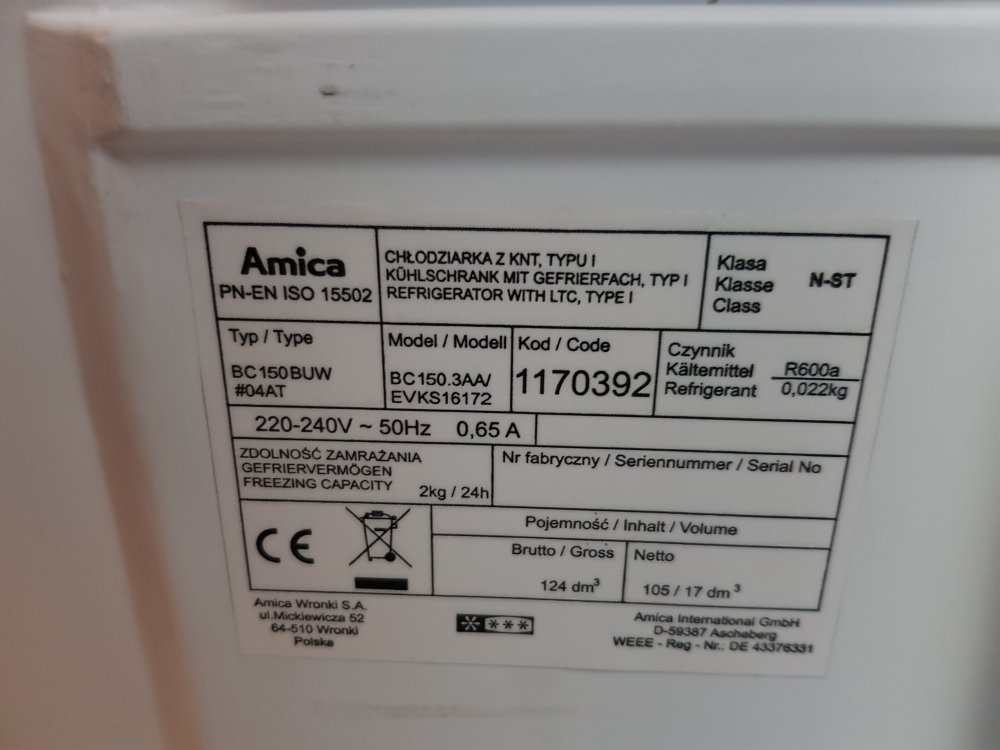 Amica
PN-EN ISO 15502
CHŁODZIARKA Z KNT, TYPU I
KÜHLSCHRANK MIT GEFRIERFACH, TYP I
REFRIGERATOR WITH LTC, TYPE I
Klasa
Klasse
Class
N-ST
Typ / Type
BC150BUW
#04AT
Model / Modell
BC150.3AA/
EVKS16172
Kod / Code
1170392
Czynnik
Kältemittel
Refrigerant
R600a
0,022kg
220-240V ~ 50Hz 0,65 A
ZDOLNOŚĆ ZAMRAŻANIA
GEFRIERVERMÖGEN
FREEZING CAPACITY
2kg / 24h
Nr fabryczny / Seriennummer / Serial No
CE
Pojemność / Inhalt / Volume
Brutto / Gross
124 dm³
Netto
105 / 17 dm³
Amica Wronki S.A.
ul.Mickiewicza 52
64-510 Wronki
Polska
Amica International GmbH
D-59387 Ascheberg
WEEE - Reg - Nr.: DE 43376331